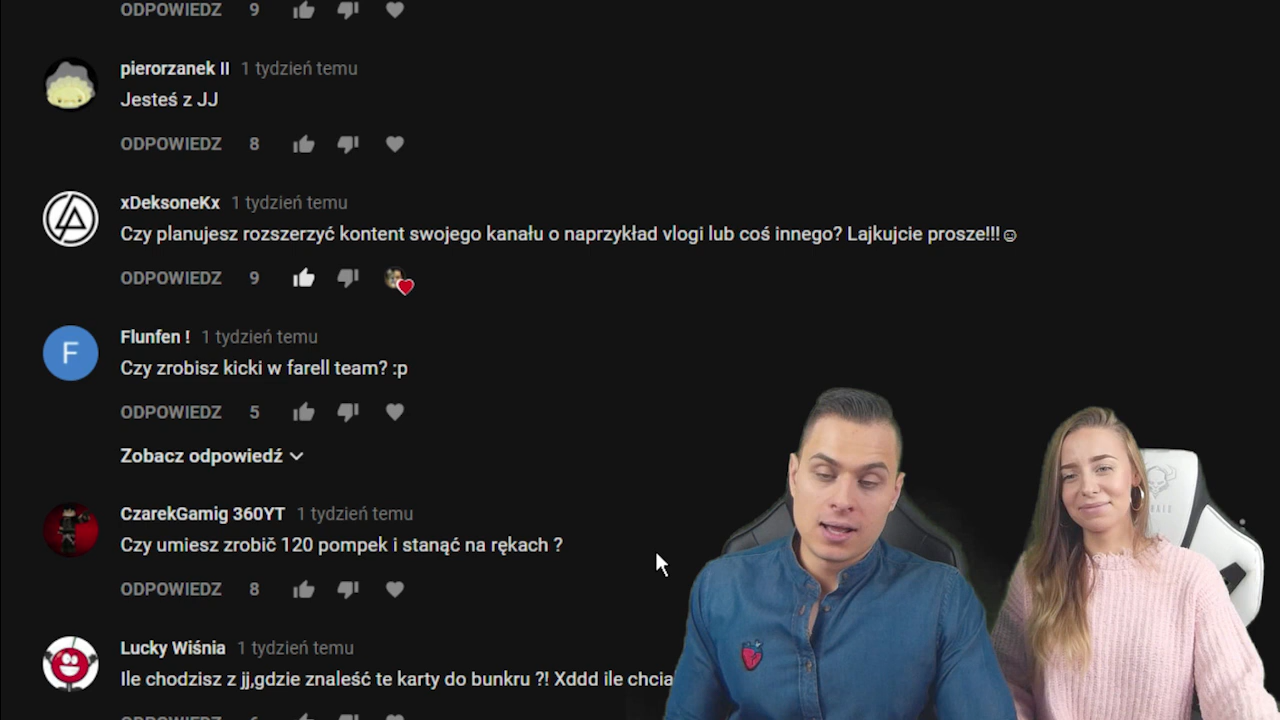 ODPOWIEDZ 9
pierorzanek II 1 tydzień temu
Jesteś z JJ
ODPOWIEDZ 8
xDeksoneKx 1 tydzień temu
Czy planujesz rozszerzyć kontent swojego kanału o naprzykład vlogi lub coś innego? Lajkujcie prosze!!!☺
ODPOWIEDZ 9
F
Flunfen ! 1 tydzień temu
Czy zrobisz kicki w farell team? :p
ODPOWIEDZ 5
Zobacz odpowiedź
CzarekGamig 360YT 1 tydzień temu
Czy umiesz zrobič 120 pompek i stanąć na rękach ?
ODPOWIEDZ 8
Lucky Wiśnia 1 tydzień temu
Ile chodzisz z jj,gdzie znaleść te karty do bunkru ?! Xddd ile
ODPOWIEDZ